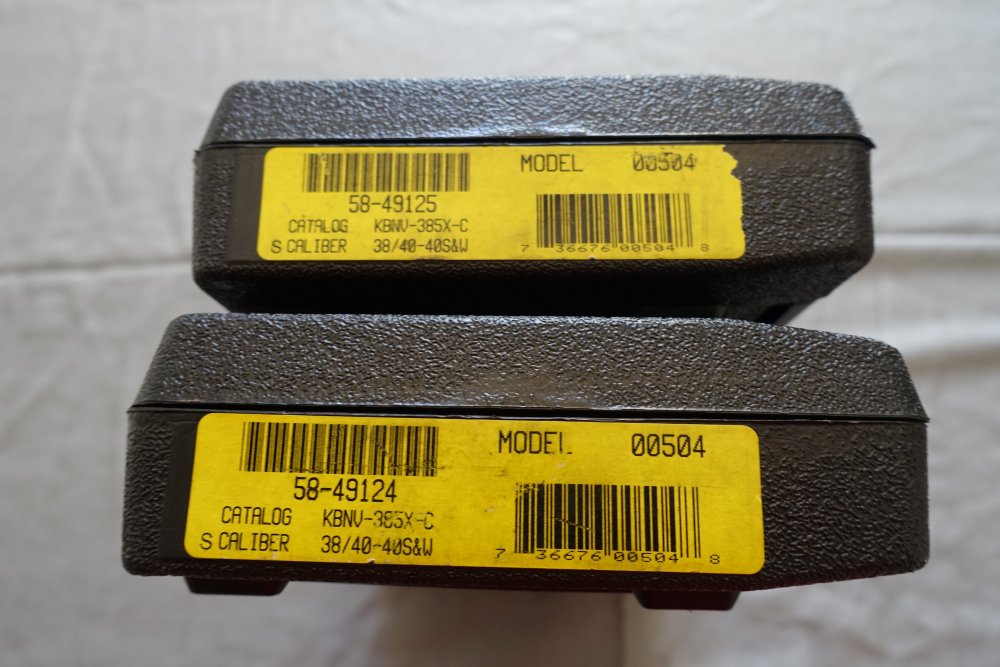 MODEL 00504
58-49125
CATALOG KBNV-385X-C
S CALIBER 38/40-40S&W
7 36676 00504 8
MODEL 00504
58-49124
CATALOG KBNV-385X-C
S CALIBER 38/40-40S&W
7 36676 00504 8